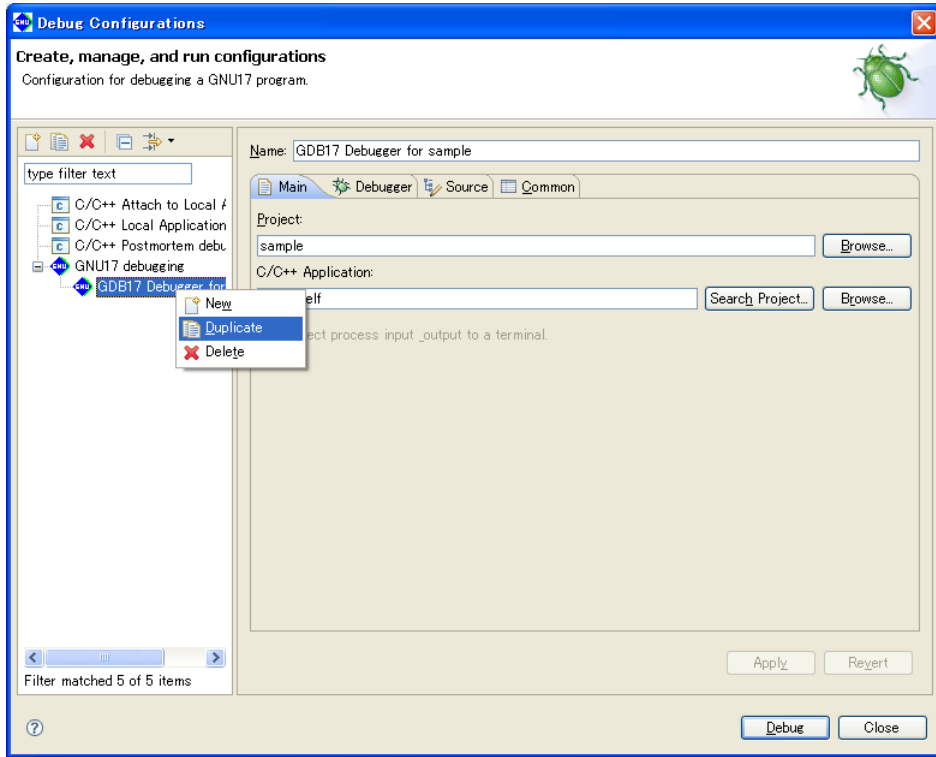 Debug Configurations
Create, manage, and run configurations
Configuration for debugging a GNU17 program.
type filter text
C/C++ Attach to Local
C/C++ Local Application
C/C++ Postmortem debu
GNU17 debugging
GDB17 Debugger for
New
Duplicate
Delete
Filter matched 5 of 5 items
Name: GDB17 Debugger for sample
Main Debugger Source Common
Project:
sample Browse...
C/C++ Application:
elf Search Project... Browse...
ect process input _output to a terminal.
Apply Revert
Debug Close